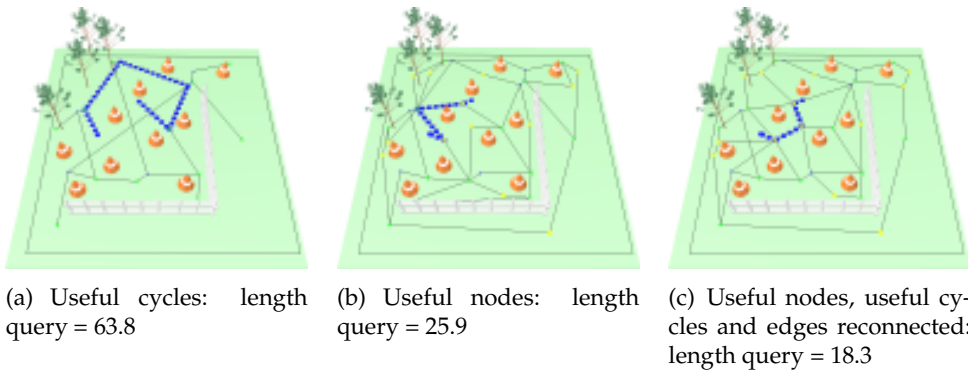 (a) Useful cycles: length
query = 63.8
(b) Useful nodes: length
query = 25.9
(c) Useful nodes, useful cy-
cles and edges reconnected:
length query = 18.3